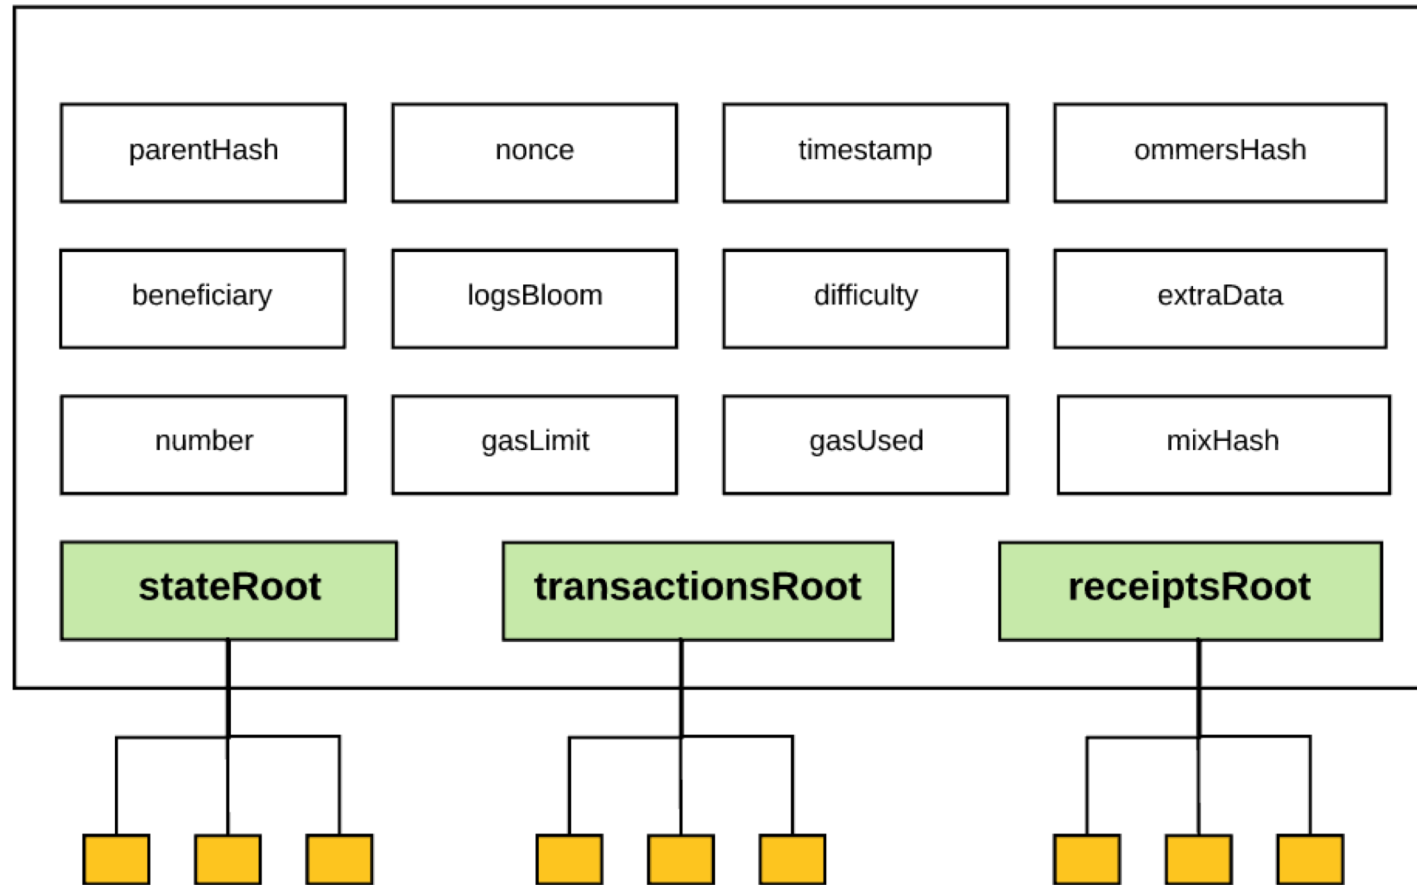 parentHash
nonce
timestamp
ommersHash
beneficiary
logsBloom
difficulty
extraData
number
gasLimit
gasUsed
mixHash
stateRoot
transactionsRoot
receiptsRoot